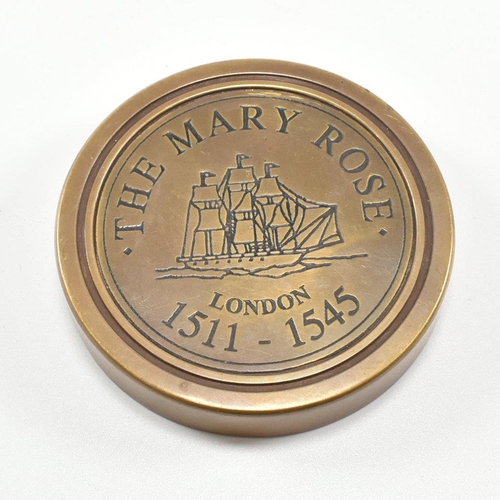 · THE MARY ROSE ·
LONDON
1511 - 1545